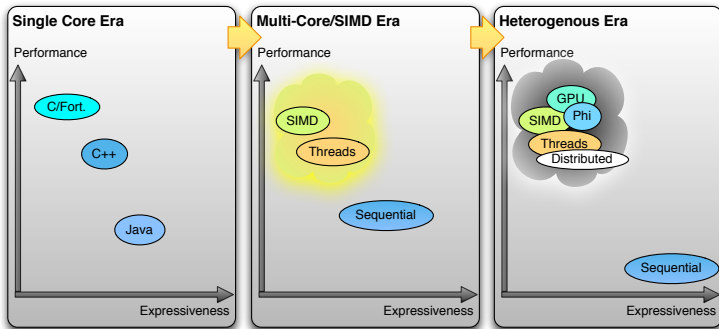 Single Core Era
Performance
C/Fort.
C++
Java
Expressiveness
Multi-Core/SIMD Era
Performance
SIMD
Threads
Sequential
Expressiveness
Heterogenous Era
Performance
GPU
Phi
SIMD
Threads
Distributed
Sequential
Expressiveness